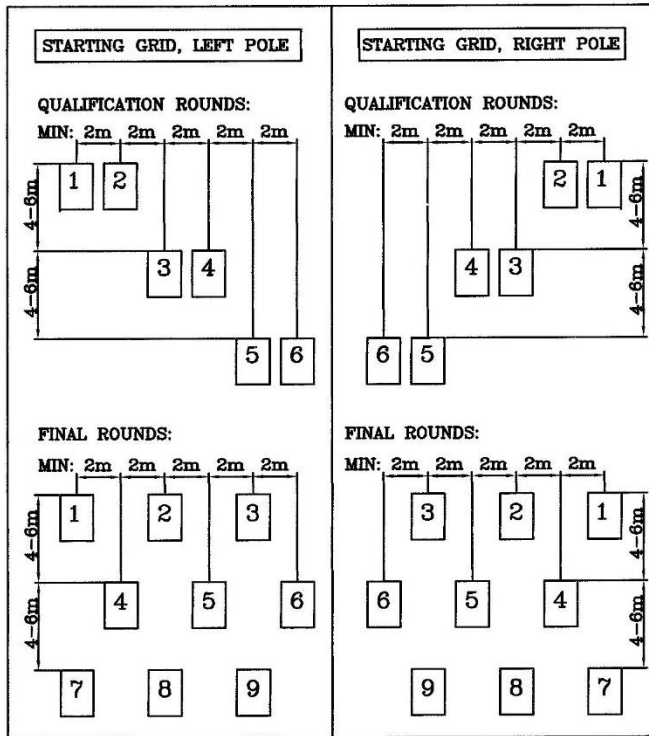 STARTING GRID, LEFT POLE
QUALIFICATION ROUNDS:
MIN: 2m 2m 2m 2m 2m
1 2
4-6m
3 4
4-6m
5 6
FINAL ROUNDS:
MIN: 2m 2m 2m 2m 2m
1 2 3
4-6m
4 5 6
4-6m
7 8 9
STARTING GRID, RIGHT POLE
QUALIFICATION ROUNDS:
MIN: 2m 2m 2m 2m 2m
2 1
4-6m
4 3
4-6m
6 5
FINAL ROUNDS:
MIN: 2m 2m 2m 2m 2m
3 2 1
4-6m
6 5 4
4-6m
9 8 7